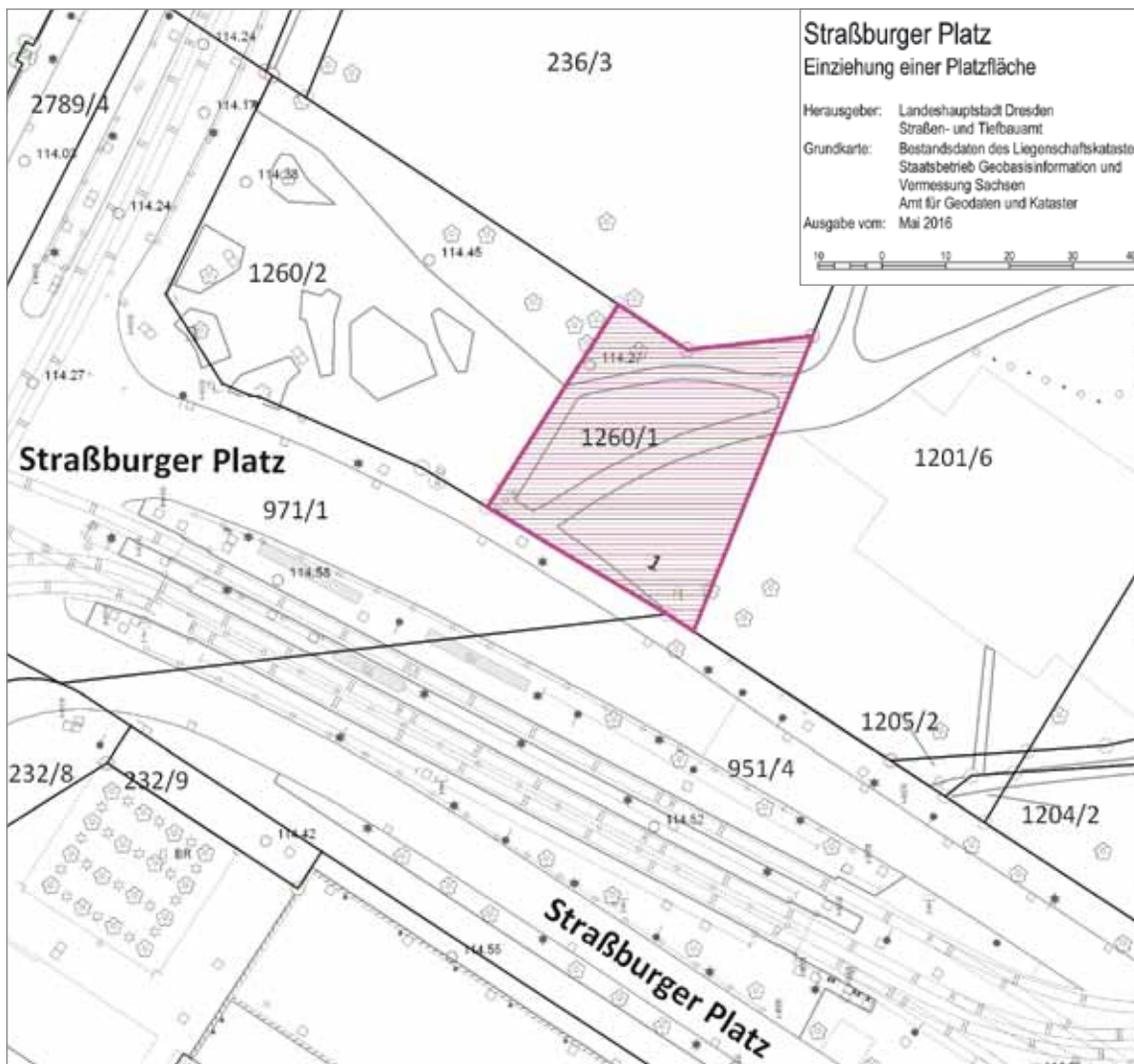 Straßburger Platz
Einziehung einer Platzfläche
Herausgeber: Landeshauptstadt Dresden
Straßen- und Tiefbauamt
Grundkarte: Bestandsdaten des Liegenschaftskataste
Staatsbetrieb Geobasisinformation und
Vermessung Sachsen
Amt für Geodaten und Kataster
Ausgabe vom: Mai 2016
10 0 10 20 30 40
114.24
236/3
2789/4
114.17
114.03
114.38
114.24
114.45
1260/2
114.27
114.27
1260/1
Straßburger Platz
1201/6
971/1
114.58
1
1205/2
951/4
232/8
232/9
114.52
1204/2
114.42
BR
Straßburger Platz
114.55